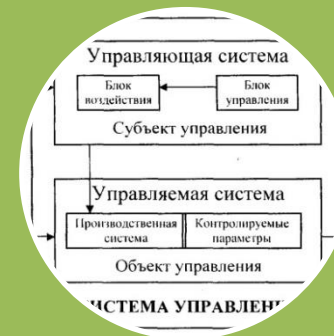 Управляющая система
Блок воздействия
Блок управления
Субъект управления
Управляемая система
Производственная система
Контролируемые параметры
Объект управления